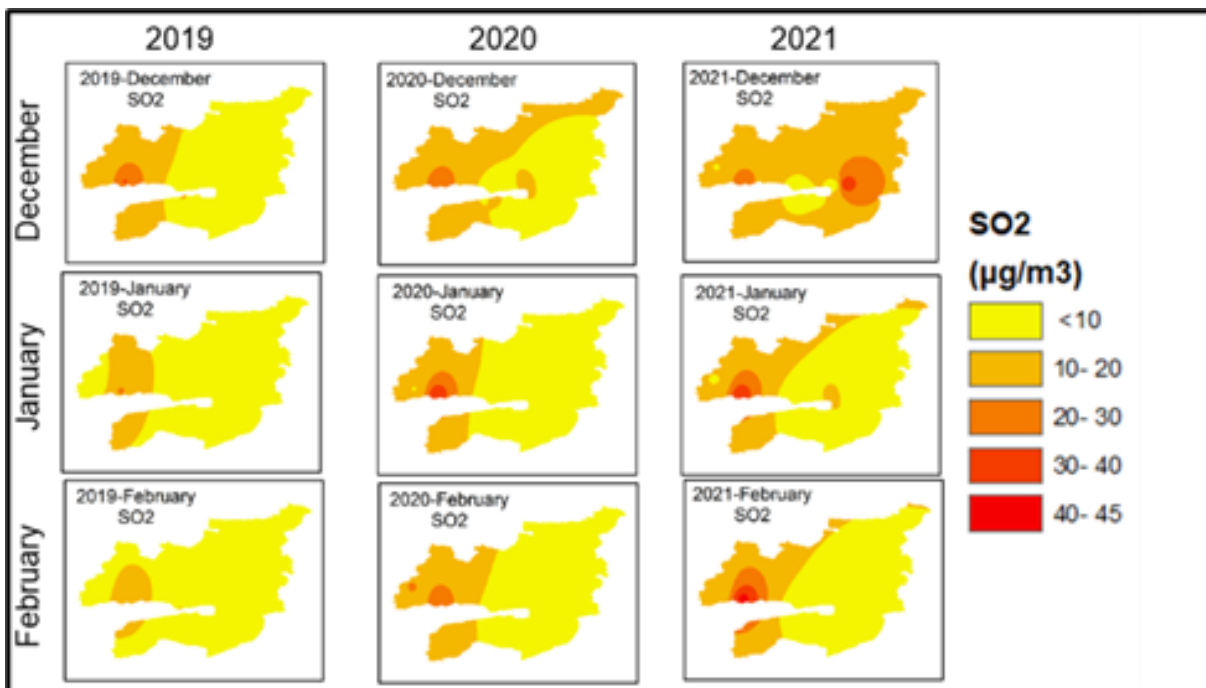 2019
2020
2021
December
2019-December
SO2
2020-December
SO2
2021-December
SO2
January
2019-January
SO2
2020-January
SO2
2021-January
SO2
February
2019-February
SO2
2020-February
SO2
2021-February
SO2
SO2
(µg/m3)
<10
10- 20
20- 30
30- 40
40- 45